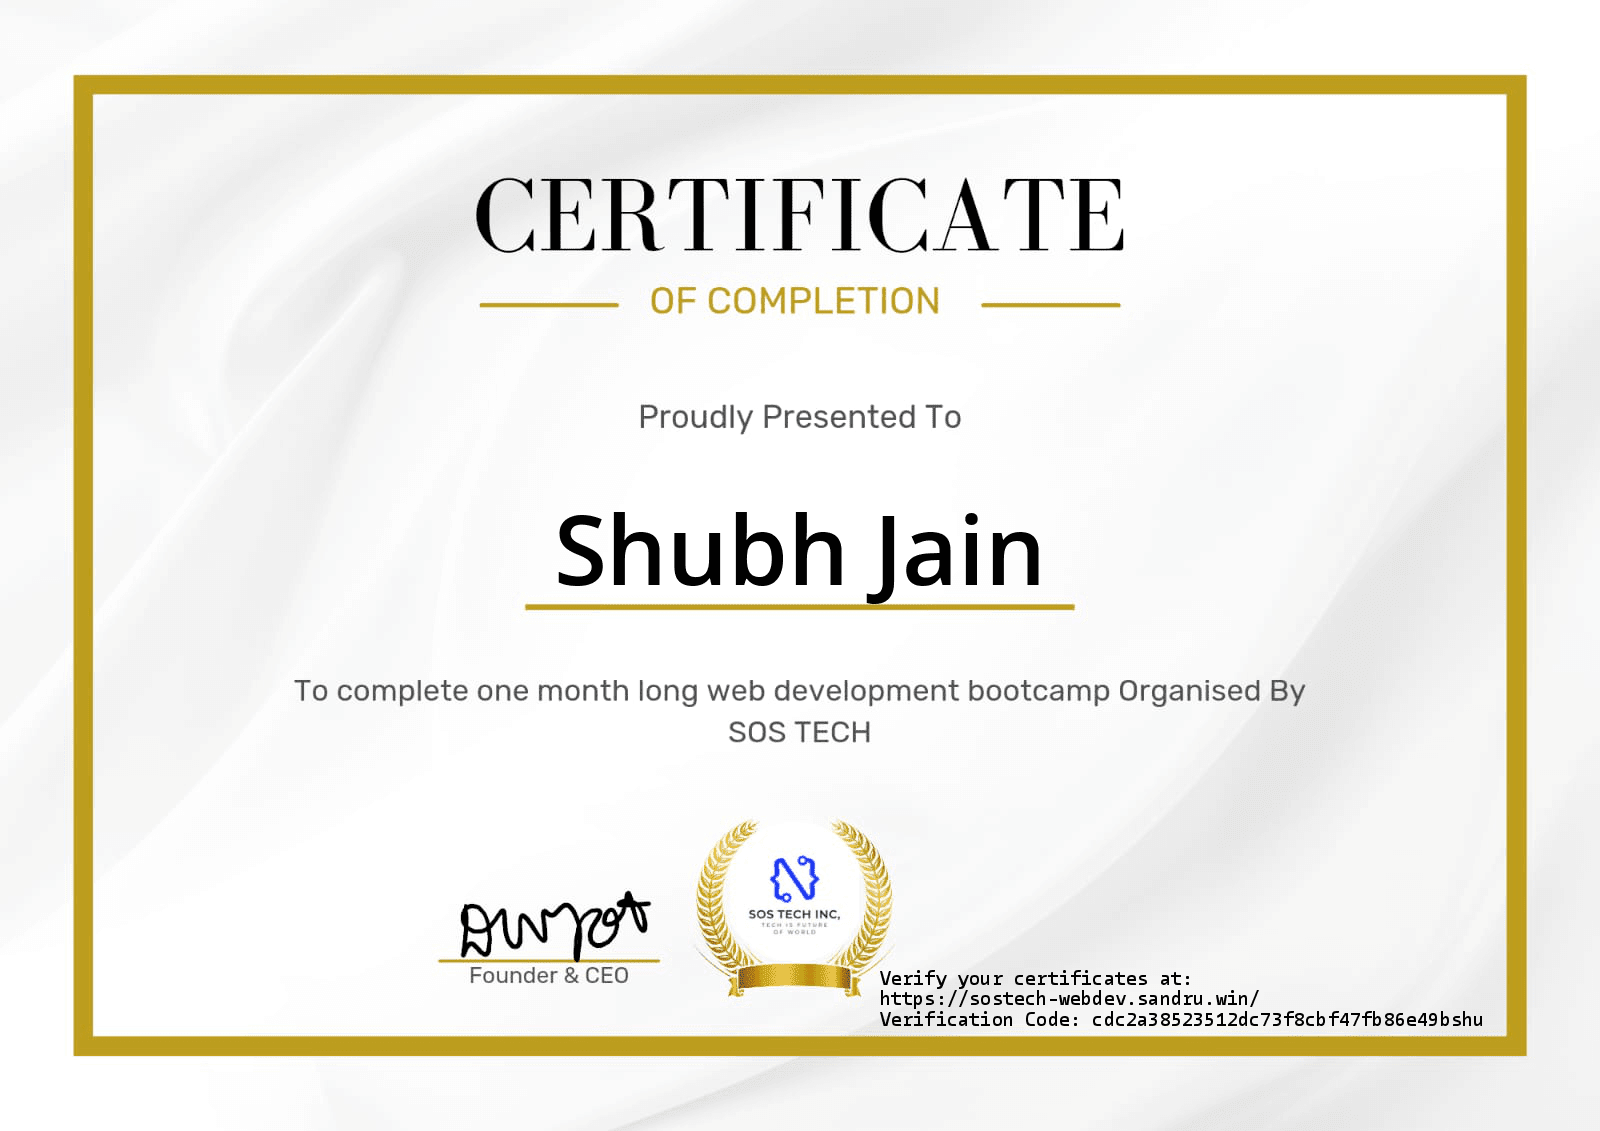 CERTIFICATE
OF COMPLETION
Proudly Presented To
Shubh Jain
To complete one month long web development bootcamp Organised By
SOS TECH
Founder & CEO
SOS TECH INC,
TECH IS FUTURE
OF WORLD
Verify your certificates at:
https://sostech-webdev.sandru.win/
Verification Code: cdc2a38523512dc73f8cbf47fb86e49bshu